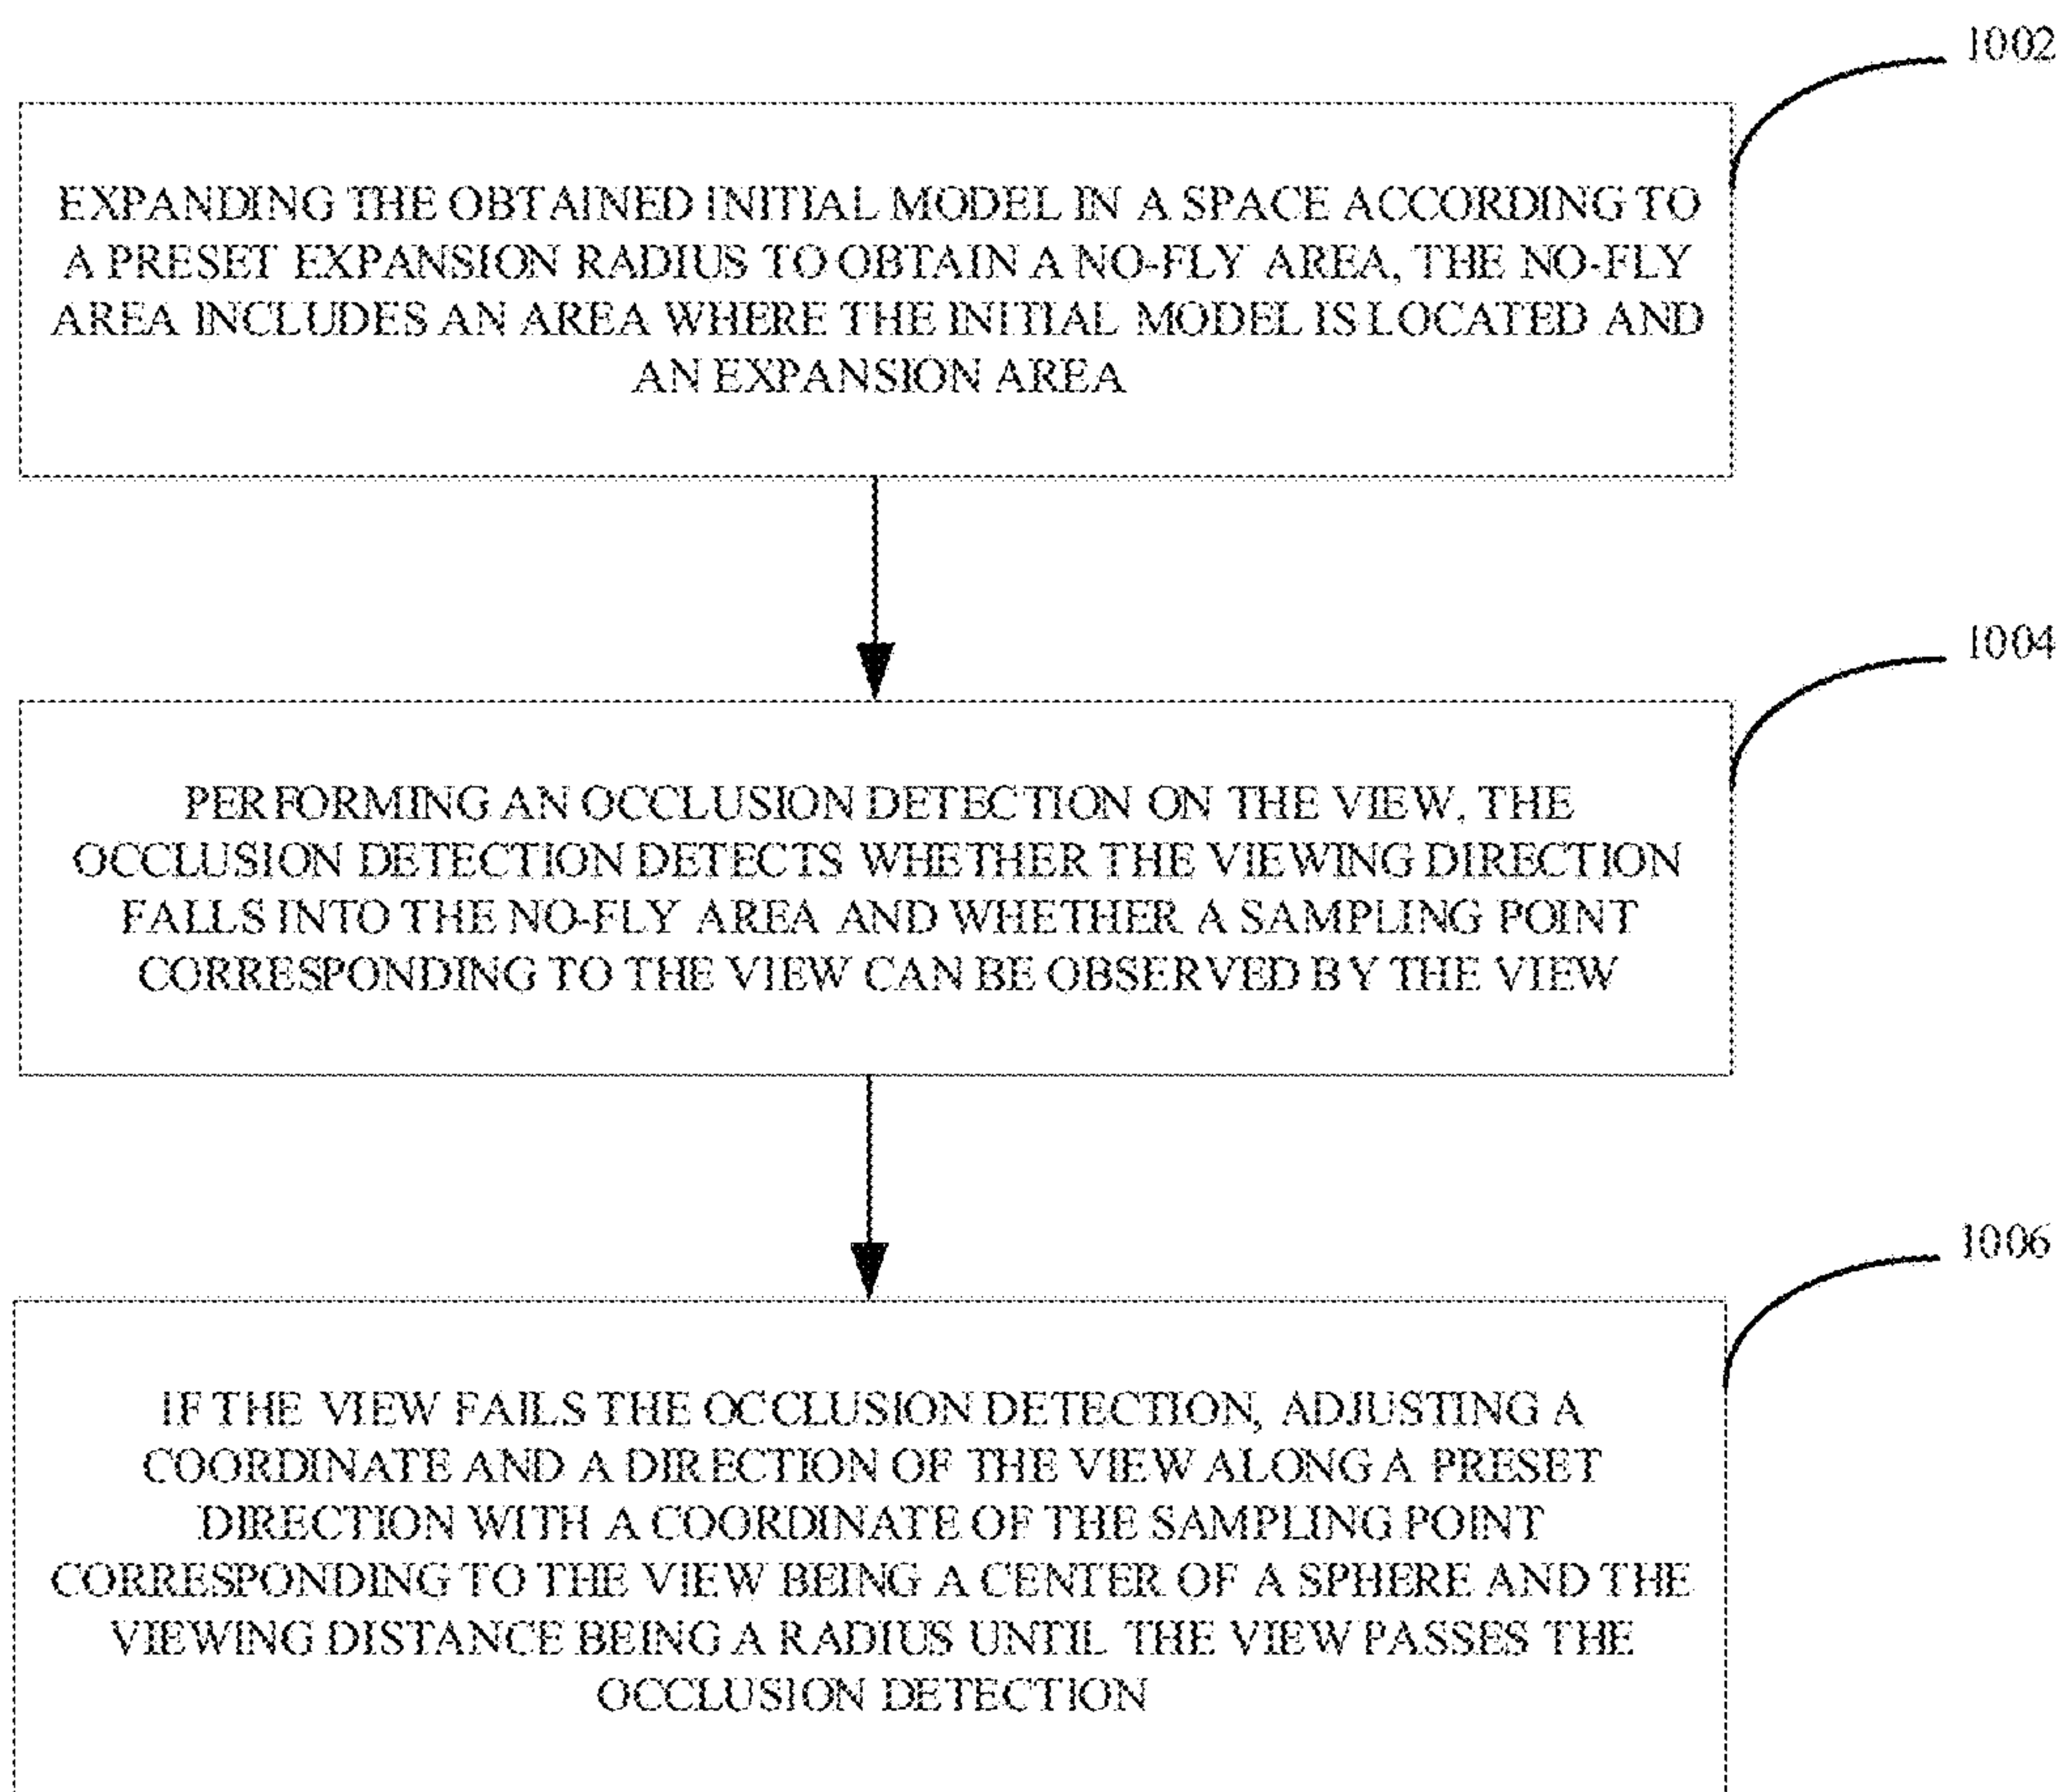 1002
EXPANDING THE OBTAINED INITIAL MODEL IN A SPACE ACCORDING TO
A PRESET EXPANSION RADIUS TO OBTAIN A NO-FLY AREA, THE NO-FLY
AREA INCLUDES AN AREA WHERE THE INITIAL MODEL IS LOCATED AND
AN EXPANSION AREA
1004
PERFORMING AN OCCLUSION DETECTION ON THE VIEW, THE
OCCLUSION DETECTION DETECTS WHETHER THE VIEWING DIRECTION
FALLS INTO THE NO-FLY AREA AND WHETHER A SAMPLING POINT
CORRESPONDING TO THE VIEW CAN BE OBSERVED BY THE VIEW
1006
IF THE VIEW FAILS THE OCCLUSION DETECTION, ADJUSTING A
COORDINATE AND A DIRECTION OF THE VIEW ALONG A PRESET
DIRECTION WITH A COORDINATE OF THE SAMPLING POINT
CORRESPONDING TO THE VIEW BEING A CENTER OF A SPHERE AND THE
VIEWING DISTANCE BEING A RADIUS UNTIL THE VIEW PASSES THE
OCCLUSION DETECTION